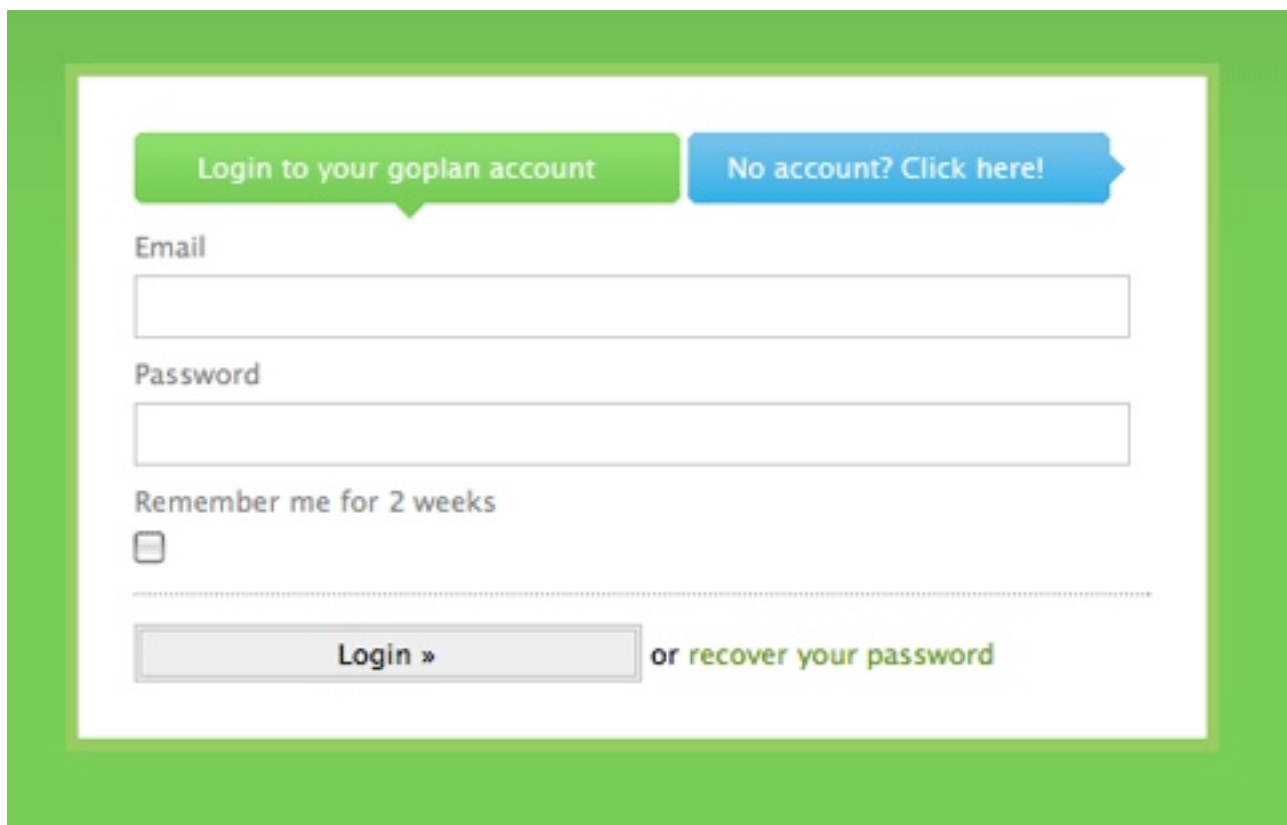 Login to your goplan account
No account? Click here!
Email
Password
Remember me for 2 weeks
Login » or recover your password